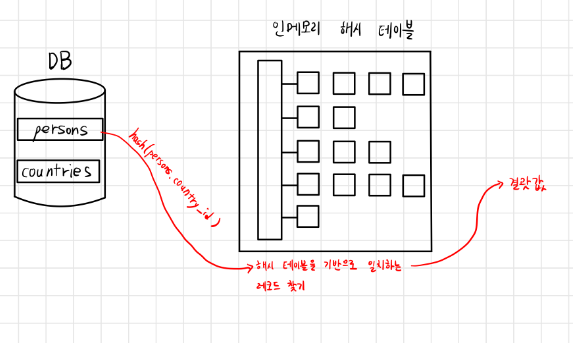 인메모리 해시 테이블
DB
persons
countries
hash(persons.country_id)
해시 테이블을 기반으로 일치하는
레코드 찾기
결괏값